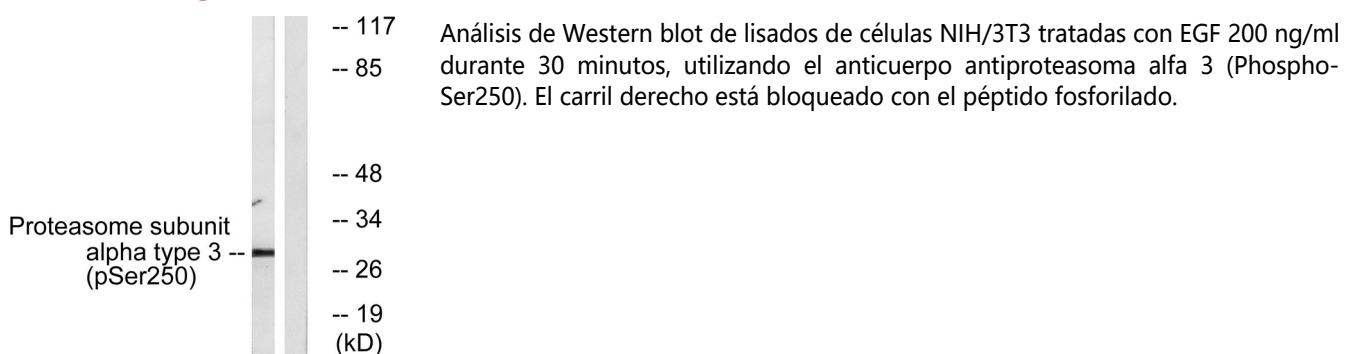 -- 117
-- 85
-- 48
-- 34
-- 26
-- 19
(kD)
Proteasome subunit
alpha type 3 --
(pSer250)
Análisis de Western blot de lisados de células NIH/3T3 tratadas con EGF 200 ng/ml
durante 30 minutos, utilizando el anticuerpo antiproteasoma alfa 3 (Phospho-
Ser250). El carril derecho está bloqueado con el péptido fosforilado.